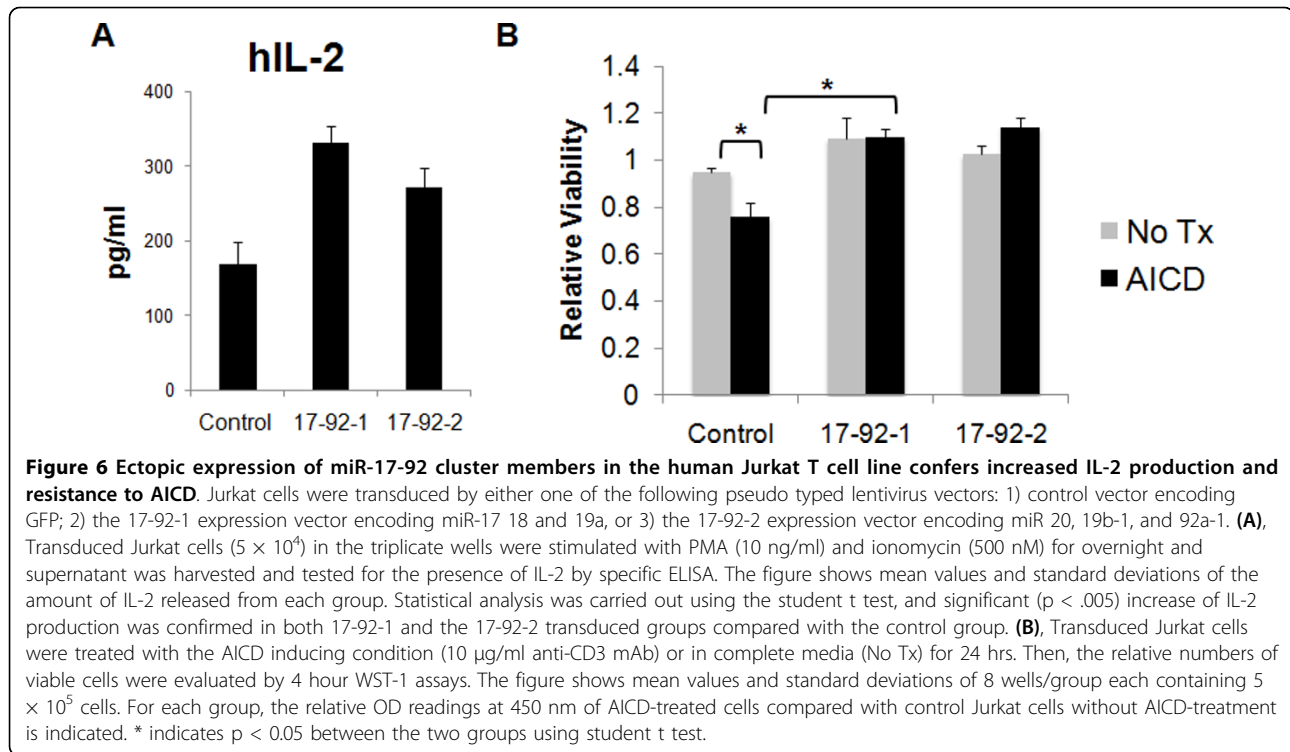 A
hIL-2
400
300
200
100
0
pg/ml
Control 17-92-1 17-92-2
B
1.4
1.2
1
0.8
0.6
0.4
0.2
0
Relative Viability
*
*
Control 17-92-1 17-92-2
No Tx
AICD
Figure 6 Ectopic expression of miR-17-92 cluster members in the human Jurkat T cell line confers increased IL-2 production and
resistance to AICD. Jurkat cells were transduced by either one of the following pseudo typed lentivirus vectors: 1) control vector encoding
GFP; 2) the 17-92-1 expression vector encoding miR-17 18 and 19a, or 3) the 17-92-2 expression vector encoding miR 20, 19b-1, and 92a-1. (A),
Transduced Jurkat cells (5 × 10⁴) in the triplicate wells were stimulated with PMA (10 ng/ml) and ionomycin (500 nM) for overnight and
supernatant was harvested and tested for the presence of IL-2 by specific ELISA. The figure shows mean values and standard deviations of the
amount of IL-2 released from each group. Statistical analysis was carried out using the student t test, and significant (p < .005) increase of IL-2
production was confirmed in both 17-92-1 and the 17-92-2 transduced groups compared with the control group. (B), Transduced Jurkat cells
were treated with the AICD inducing condition (10 μg/ml anti-CD3 mAb) or in complete media (No Tx) for 24 hrs. Then, the relative numbers of
viable cells were evaluated by 4 hour WST-1 assays. The figure shows mean values and standard deviations of 8 wells/group each containing 5
× 10⁵ cells. For each group, the relative OD readings at 450 nm of AICD-treated cells compared with control Jurkat cells without AICD-treatment
is indicated. * indicates p < 0.05 between the two groups using student t test.